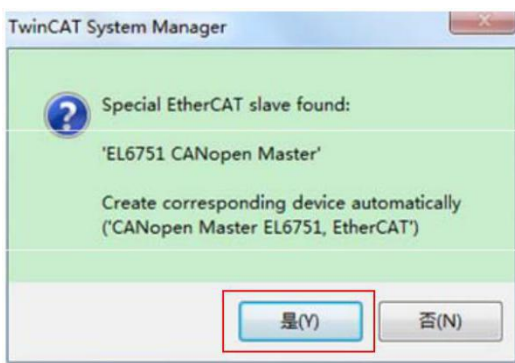 TwinCAT System Manager
Special EtherCAT slave found:
'EL6751 CANopen Master'
Create corresponding device automatically
('CANopen Master EL6751, EtherCAT')
是(Y)
否(N)